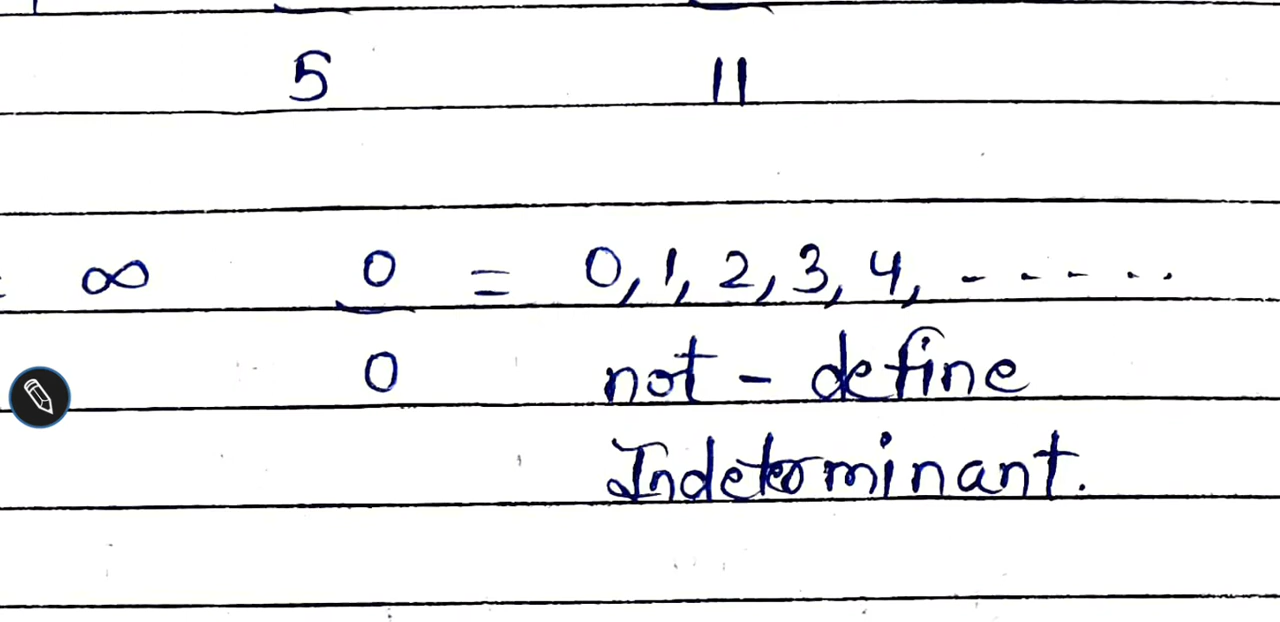 5 11
∞ 0/0 = 0, 1, 2, 3, 4, - - - - . .
not - define
Indeterminant.